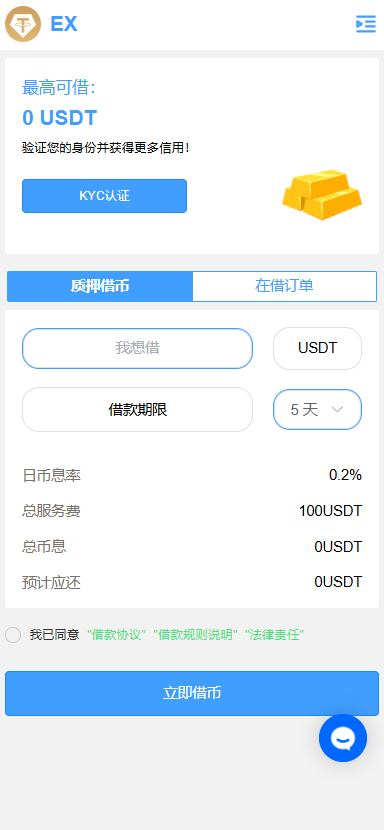 EX
最高可借：
0 USDT
验证您的身份并获得更多信用！
KYC认证
质押借币 在借订单
我想借 USDT
借款期限 5 天
日币息率 0.2%
总服务费 100USDT
总币息 0USDT
预计应还 0USDT
我已同意 "借款协议" "借款规则说明" "法律责任"
立即借币